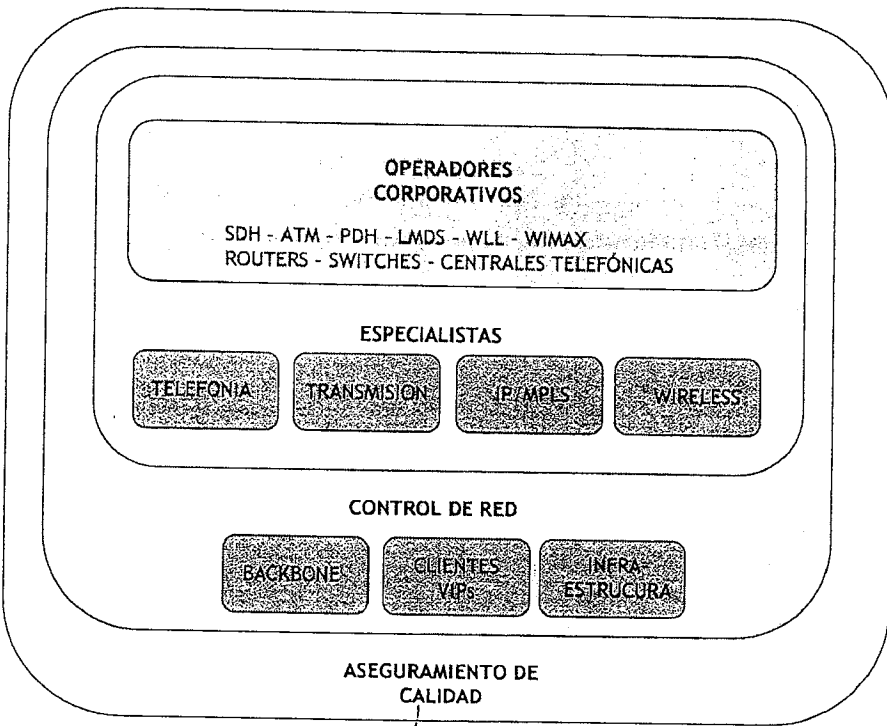 OPERADORES
CORPORATIVOS
SDH - ATM - PDH - LMDS - WLL - WIMAX
ROUTERS - SWITCHES - CENTRALES TELEFÓNICAS
ESPECIALISTAS
TELEFONIA
TRANSMISION
IP/MPLS
WIRELESS
CONTROL DE RED
BACKBONE
CLIENTES
VIPs
INFRA-
ESTRUCURA
ASEGURAMIENTO DE
CALIDAD